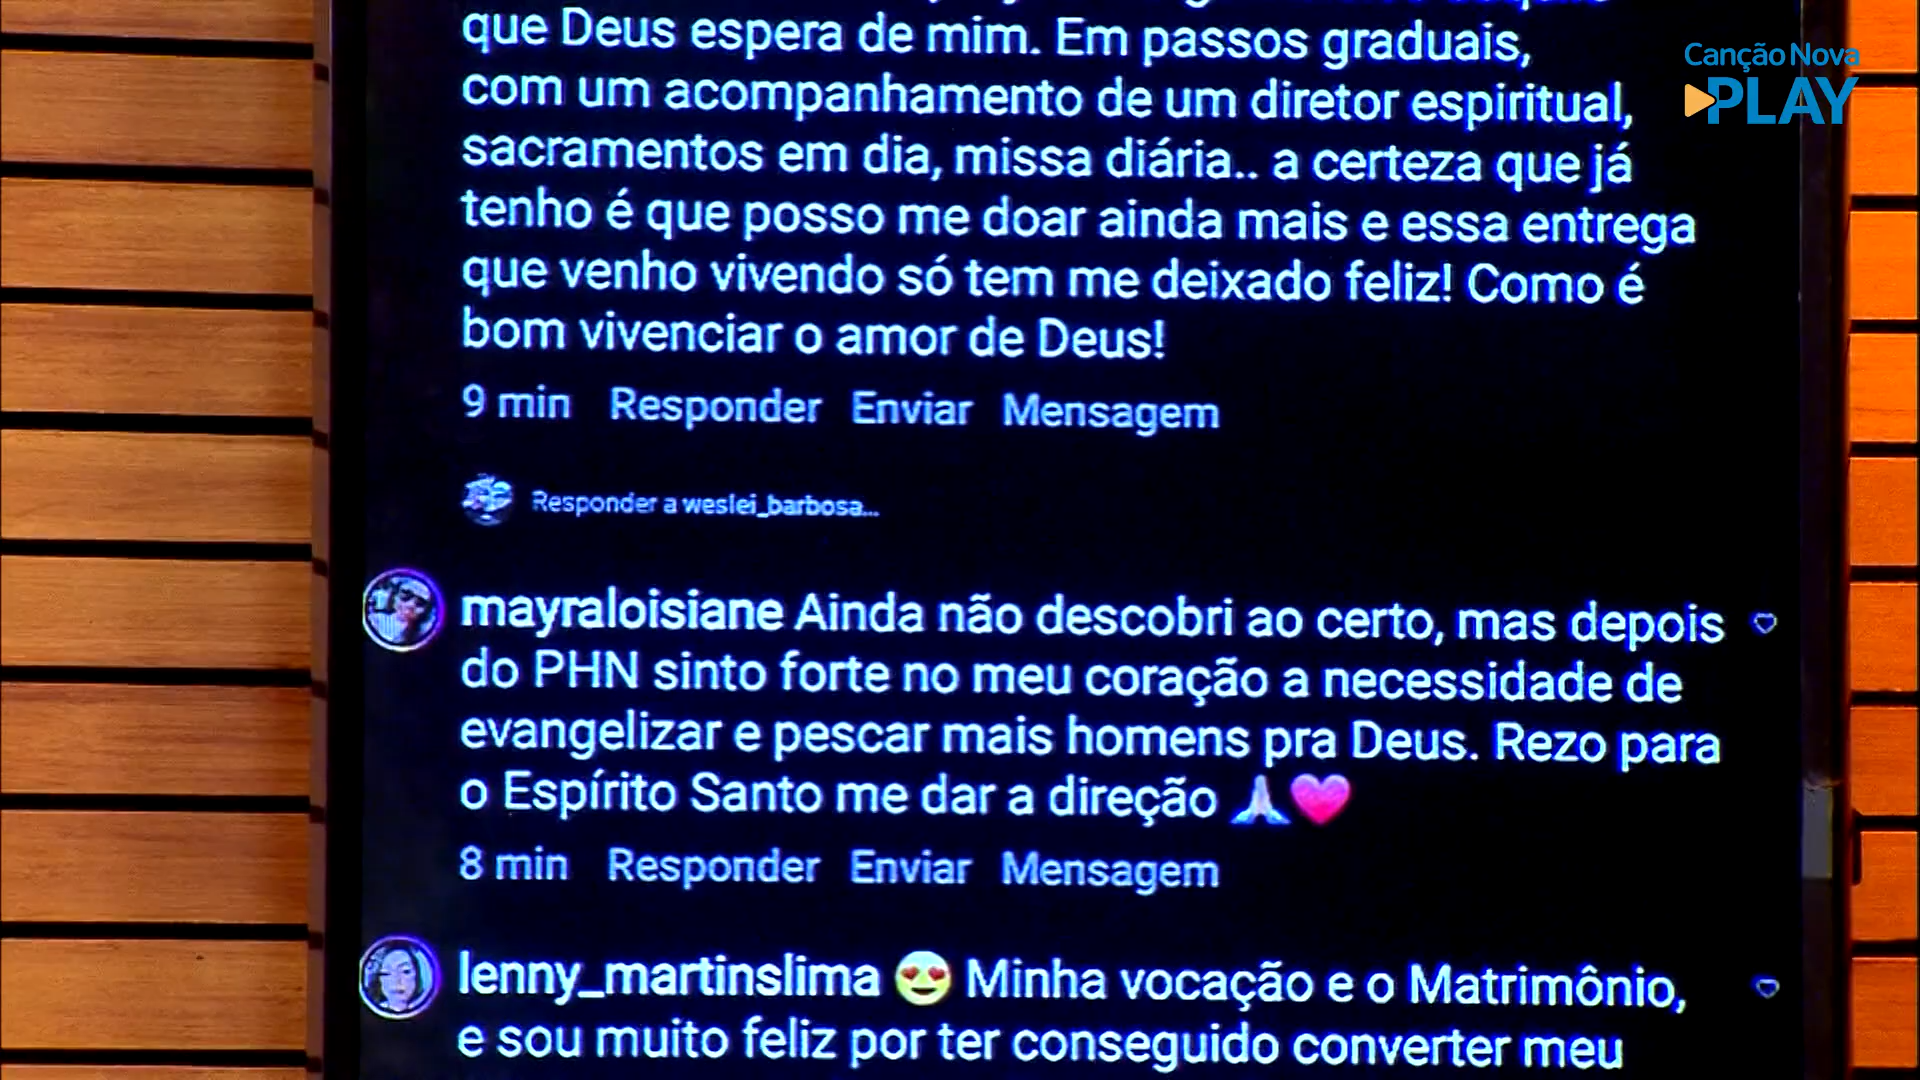 que Deus espera de mim. Em passos graduais,
com um acompanhamento de um diretor espiritual,
sacramentos em dia, missa diária.. a certeza que já
tenho é que posso me doar ainda mais e essa entrega
que venho vivendo só tem me deixado feliz! Como é
bom vivenciar o amor de Deus!
9 min Responder Enviar Mensagem
Responder a weslei_barbosa...
mayraloisiane Ainda não descobri ao certo, mas depois
do PHN sinto forte no meu coração a necessidade de
evangelizar e pescar mais homens pra Deus. Rezo para
o Espírito Santo me dar a direção 🙏💗
8 min Responder Enviar Mensagem
lenny_martinslima 😍 Minha vocação e o Matrimônio,
e sou muito feliz por ter conseguido converter meu
Canção Nova
PLAY